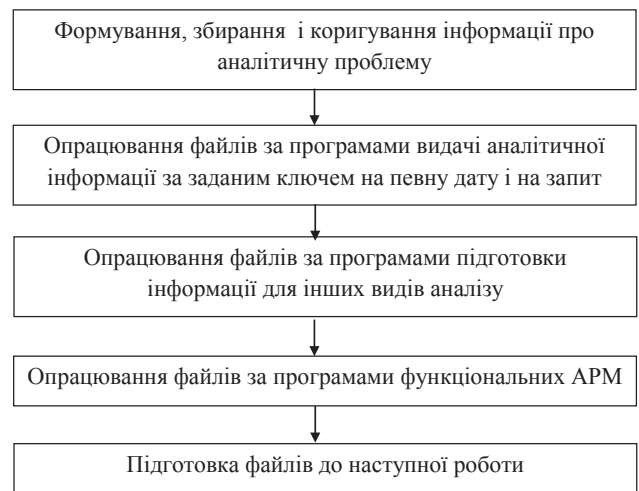 Формування, збирання і коригування інформації про
аналітичну проблему
Опрацювання файлів за програмами видачі аналітичної
інформації за заданим ключем на певну дату і на запит
Опрацювання файлів за програмами підготовки
інформації для інших видів аналізу
Опрацювання файлів за програмами функціональних АРМ
Підготовка файлів до наступної роботи